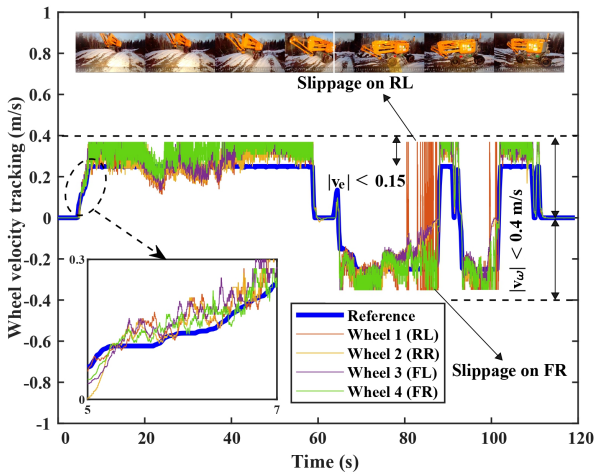 1
0.8
0.6
0.4
0.2
0
-0.2
-0.4
-0.6
-0.8
-1
Wheel velocity tracking (m/s)
Slippage on RL
|vₑ| < 0.15
|v_ω| < 0.4 m/s
0.3
0
5
7
Reference
Wheel 1 (RL)
Wheel 2 (RR)
Wheel 3 (FL)
Wheel 4 (FR)
Slippage on FR
0
20
40
60
80
100
120
Time (s)